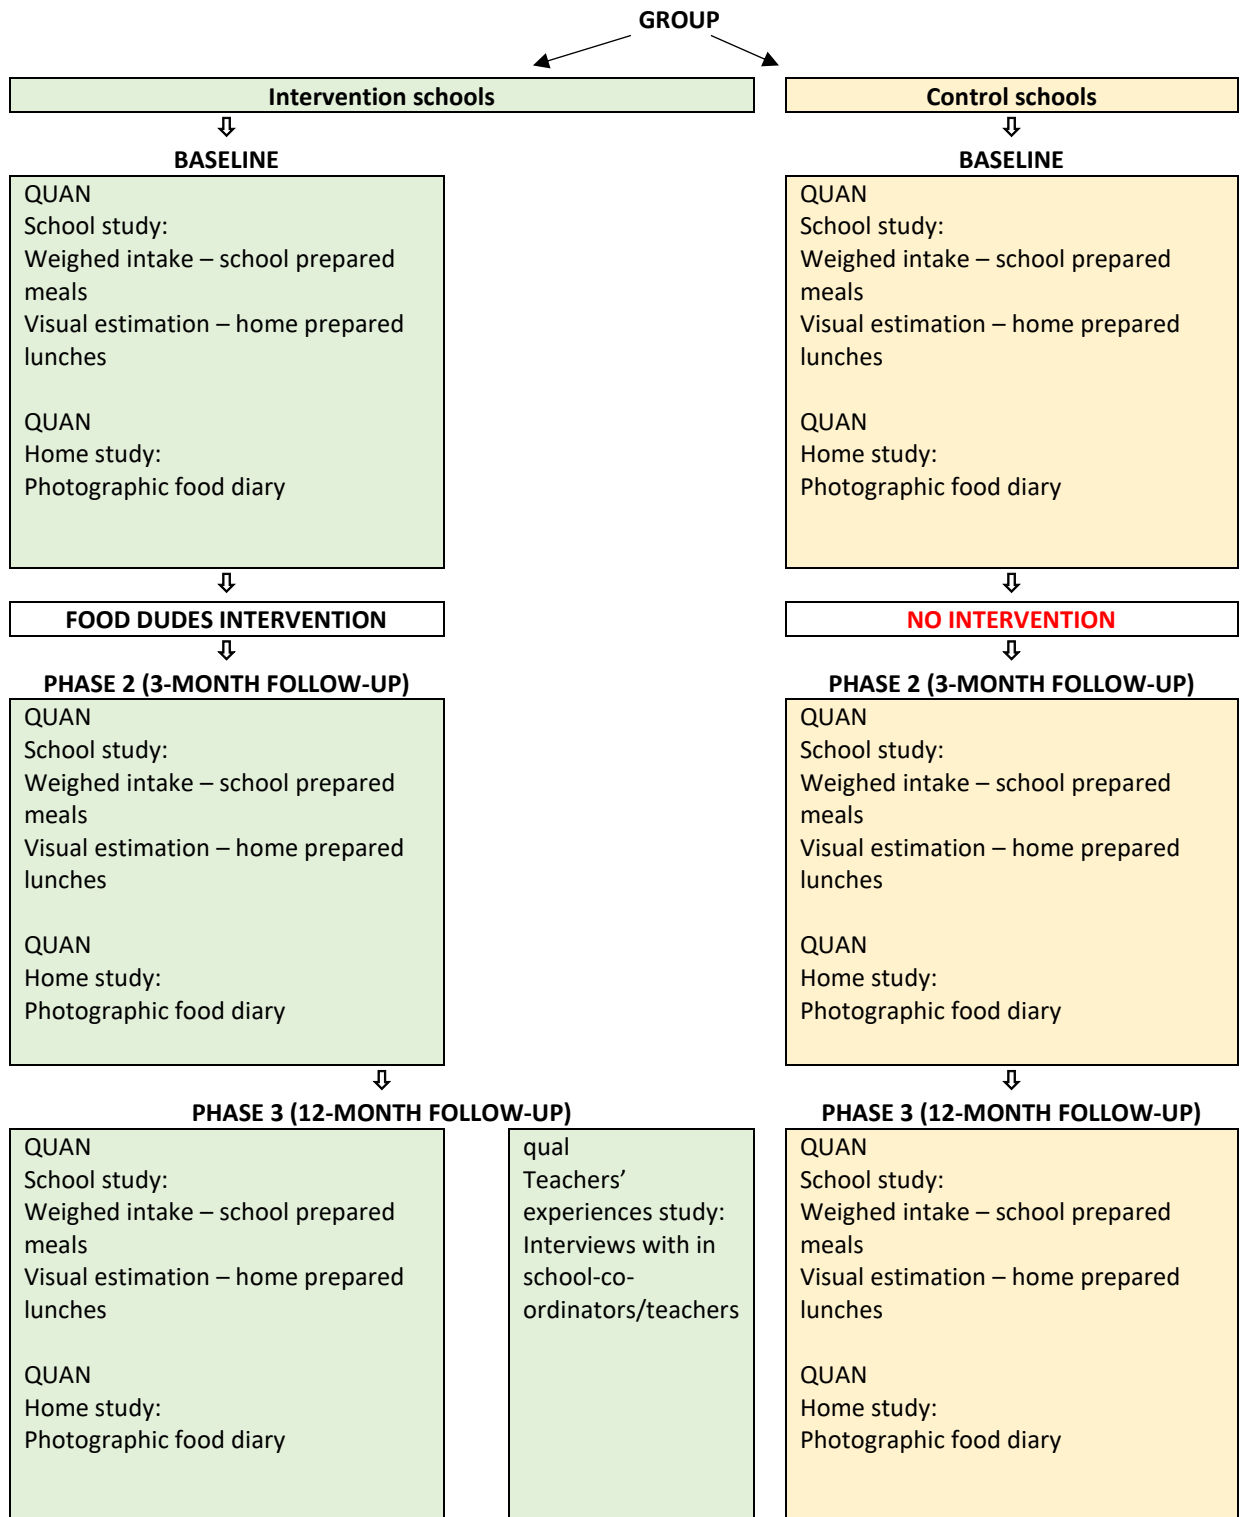 GROUP
Intervention schools
Control schools
BASELINE
QUAN
School study:
Weighed intake – school prepared
meals
Visual estimation – home prepared
lunches
QUAN
Home study:
Photographic food diary
BASELINE
QUAN
School study:
Weighed intake – school prepared
meals
Visual estimation – home prepared
lunches
QUAN
Home study:
Photographic food diary
FOOD DUDES INTERVENTION
NO INTERVENTION
PHASE 2 (3-MONTH FOLLOW-UP)
QUAN
School study:
Weighed intake – school prepared
meals
Visual estimation – home prepared
lunches
QUAN
Home study:
Photographic food diary
PHASE 2 (3-MONTH FOLLOW-UP)
QUAN
School study:
Weighed intake – school prepared
meals
Visual estimation – home prepared
lunches
QUAN
Home study:
Photographic food diary
PHASE 3 (12-MONTH FOLLOW-UP)
QUAN
School study:
Weighed intake – school prepared
meals
Visual estimation – home prepared
lunches
QUAN
Home study:
Photographic food diary
qual
Teachers’
experiences study:
Interviews with in
school-co-
ordinators/teachers
PHASE 3 (12-MONTH FOLLOW-UP)
QUAN
School study:
Weighed intake – school prepared
meals
Visual estimation – home prepared
lunches
QUAN
Home study:
Photographic food diary